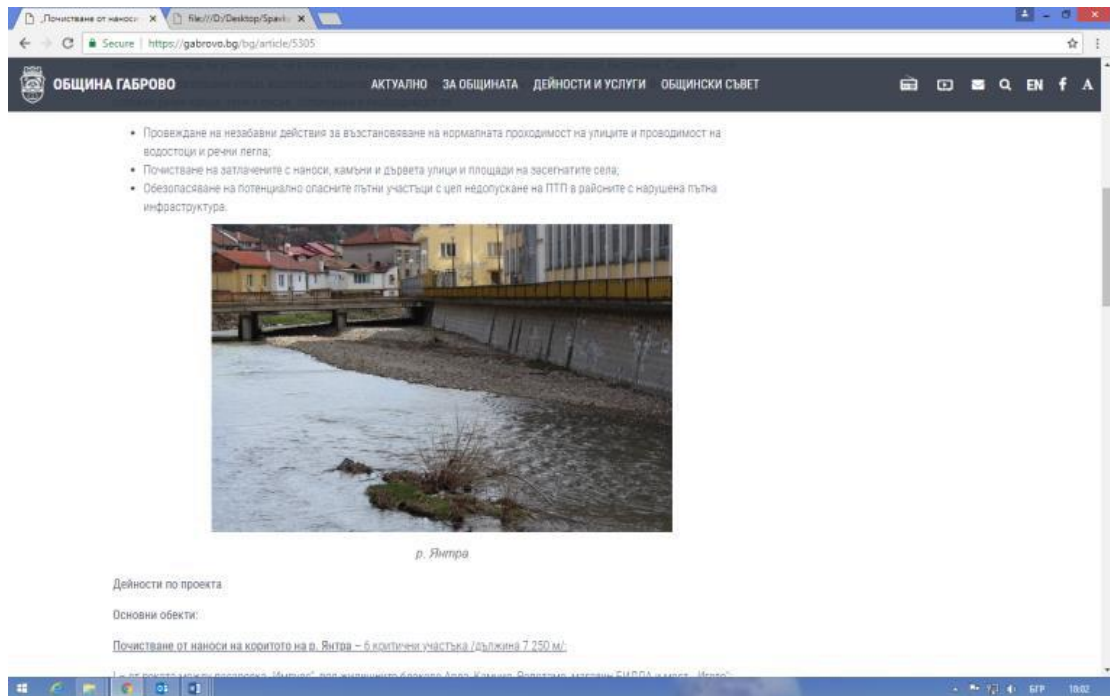 „Почистване от наноси
file:///D:/Desktop/Spavki
Secure | https://gabrovo.bg/bg/article/5305
ОБЩИНА ГАБРОВО АКТУАЛНО ЗА ОБЩИНАТА ДЕЙНОСТИ И УСЛУГИ ОБЩИНСКИ СЪВЕТ EN f A
• Провеждане на незабавни действия за възстановяване на нормалната проходимост на улиците и проводимост на
водостоци и речни легла;
• Почистване на затлачените с наноси, камъни и дървета улици и площади на засегнатите села;
• Обезопасяване на потенциално опасните пътни участъци с цел недопускане на ПТП в районите с нарушена пътна
инфраструктура.
р. Янтра
Дейности по проекта
Основни обекти:
Почистване от наноси на коритото на р. Янтра – 6 критични участъка /дължина 7 250 м/:
БГР 10:02